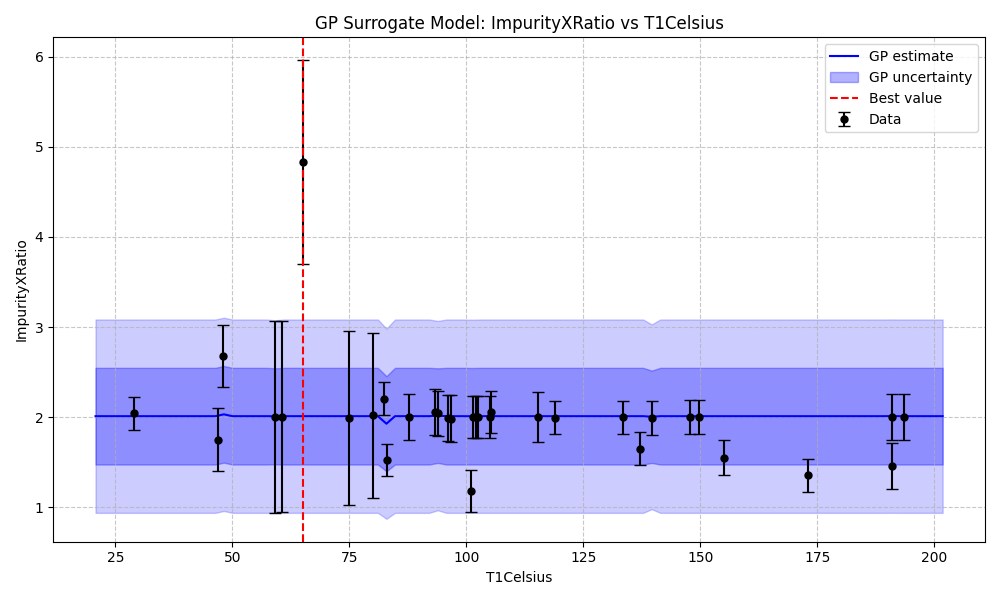 GP Surrogate Model: ImpurityXRatio vs T1Celsius
GP estimate
GP uncertainty
Best value
Data
ImpurityXRatio
6
5
4
3
2
1
25
50
75
100
125
150
175
200
T1Celsius